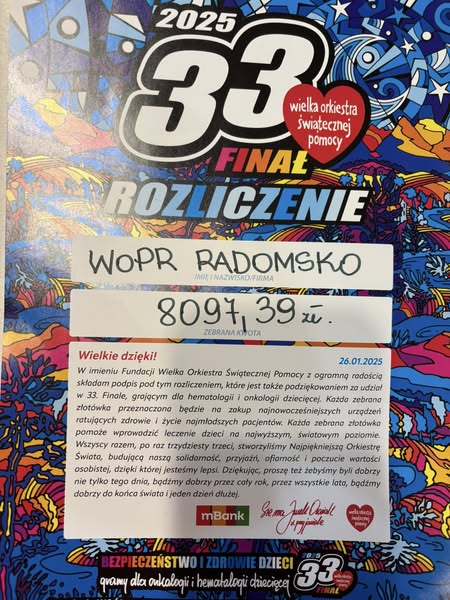 2025
33
wielka orkiestra
świątecznej
pomocy
FINAŁ
ROZLICZENIE
WOPR RADOMSKO
IMIĘ I NAZWISKO/FIRMA
8097,39 zł.
ZEBRANA KWOTA
Wielkie dzięki!
26.01.2025
W imieniu Fundacji Wielka Orkiestra Świątecznej Pomocy z ogromną radością
składam podpis pod tym rozliczeniem, które jest także podziękowaniem za udział
w 33. Finale, grającym dla hematologii i onkologii dziecięcej. Każda zebrana
złotówka przeznaczona będzie na zakup najnowocześniejszych urządzeń
ratujących zdrowie i życie najmłodszych pacjentów. Każda zebrana złotówka
pomoże wprowadzić leczenie dzieci na najwyższym, światowym poziomie.
Wszyscy razem, po raz trzydziesty trzeci, stworzyliśmy Najpiękniejszą Orkiestrę
Świata, budującą naszą solidarność, przyjaźń, ofiarność i poczucie wartości
osobistej, dzięki której jesteśmy lepsi. Dziękując, proszę też żebyśmy byli dobrzy
nie tylko tego dnia, bądźmy dobrzy przez cały rok, przez wszystkie lata, bądźmy
dobrzy do końca świata i jeden dzień dłużej.
mBank
wielka orkiestra
świątecznej
pomocy
BEZPIECZEŃSTWO I ZDROWIE DZIECI
gramy dla onkologii i hematologii dziecięcej
2025
33
FINAŁ